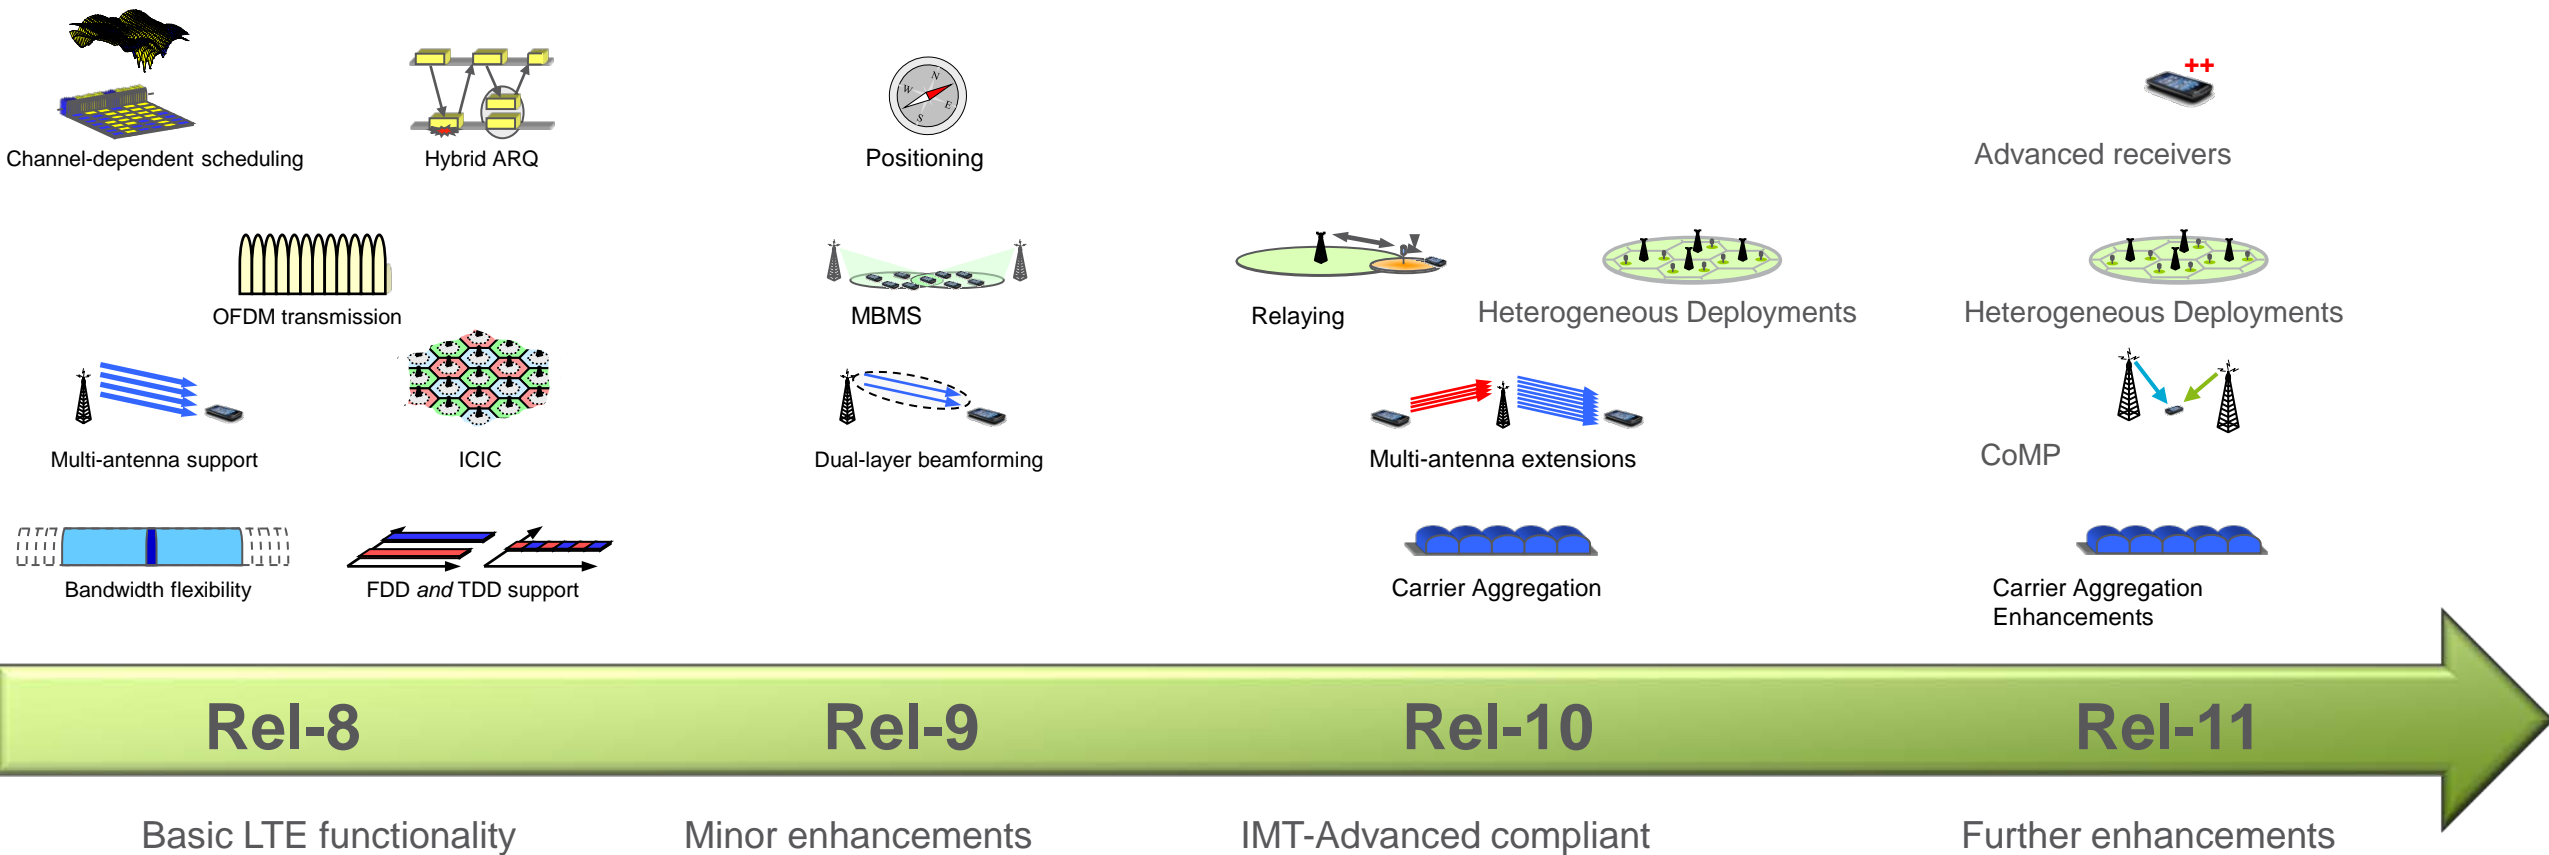 ++
N
W
E
S
Channel-dependent scheduling
Hybrid ARQ
Positioning
Advanced receivers
OFDM transmission
MBMS
Relaying
Heterogeneous Deployments
Heterogeneous Deployments
Multi-antenna support
ICIC
Dual-layer beamforming
Multi-antenna extensions
CoMP
Bandwidth flexibility
FDD and TDD support
Carrier Aggregation
Carrier Aggregation
Enhancements
Rel-8
Rel-9
Rel-10
Rel-11
Basic LTE functionality
Minor enhancements
IMT-Advanced compliant
Further enhancements